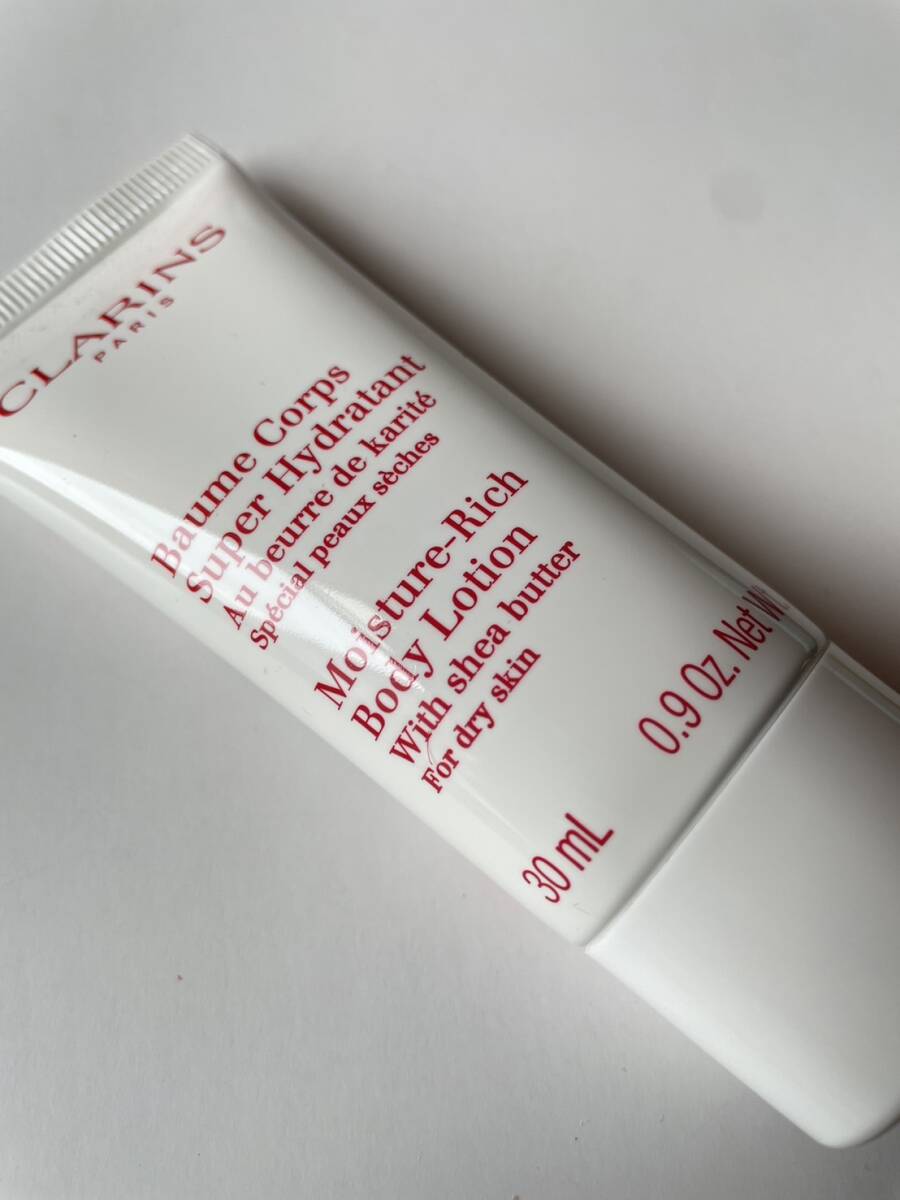 CLARINS
PARIS
Baume Corps
Super Hydratant
Au beurre de karité
Spécial peaux sèches
Moisture-Rich
Body Lotion
With shea butter
For dry skin
30 mL
0.9 Oz. Net